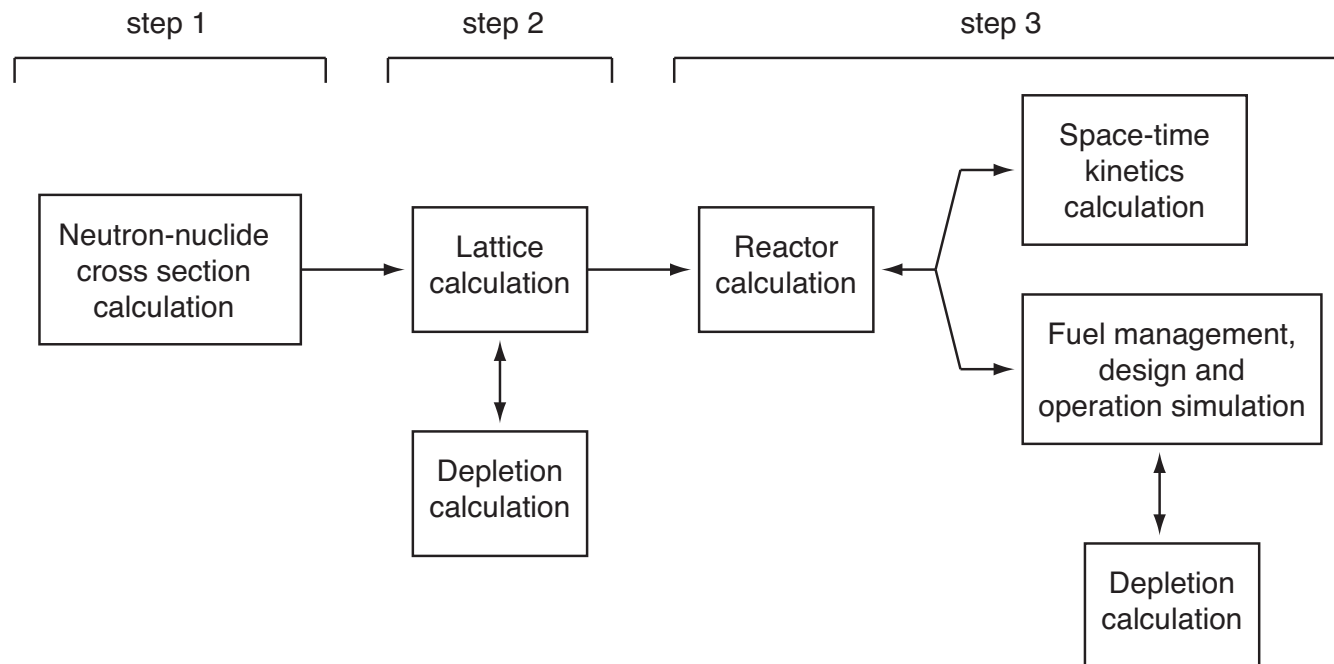 step 1
step 2
step 3
Neutron-nuclide
cross section
calculation
Lattice
calculation
Depletion
calculation
Reactor
calculation
Space-time
kinetics
calculation
Fuel management,
design and
operation simulation
Depletion
calculation